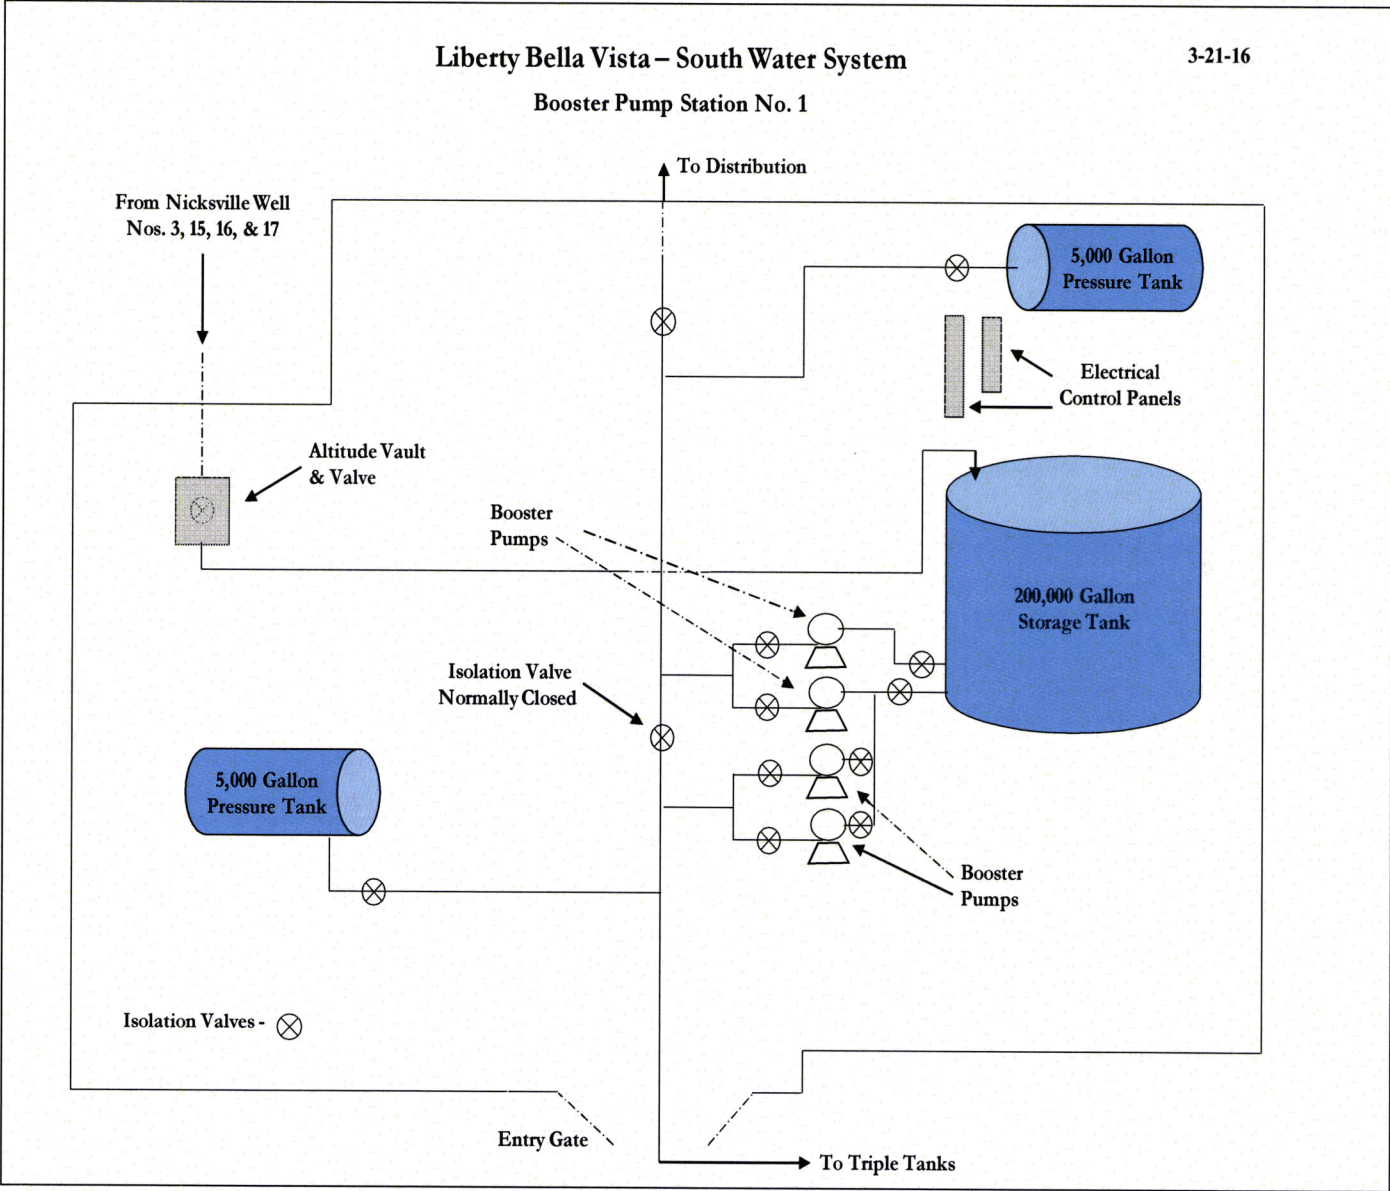 Liberty Bella Vista – South Water System
3-21-16
Booster Pump Station No. 1
To Distribution
From Nicksville Well
Nos. 3, 15, 16, & 17
5,000 Gallon
Pressure Tank
Electrical
Control Panels
Altitude Vault
& Valve
Booster
Pumps
200,000 Gallon
Storage Tank
Isolation Valve
Normally Closed
5,000 Gallon
Pressure Tank
Booster
Pumps
Isolation Valves -
Entry Gate
To Triple Tanks